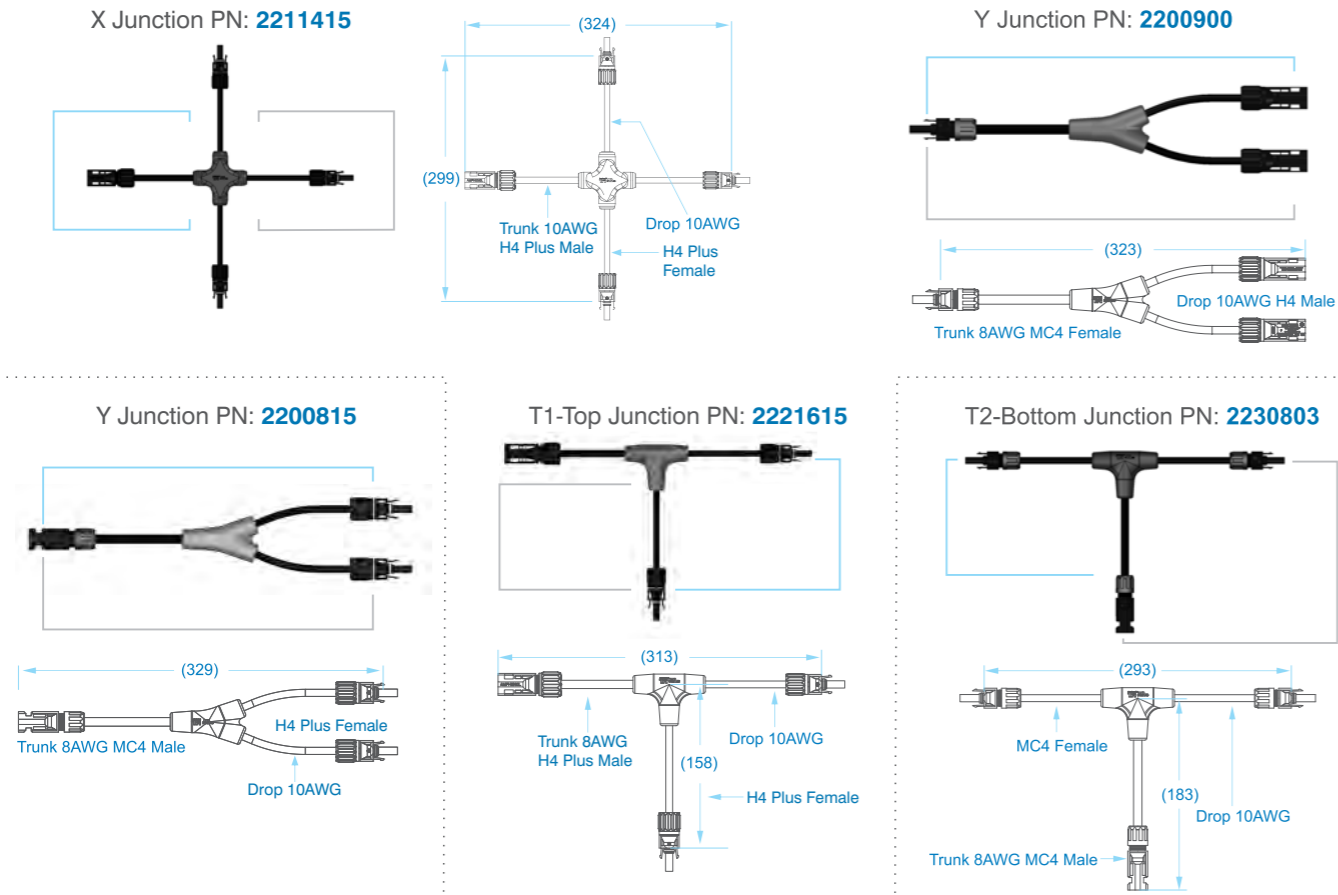 X Junction PN: 2211415
(324)
(299)
Trunk 10AWG
H4 Plus Male
Drop 10AWG
H4 Plus
Female
Y Junction PN: 2200900
(323)
Drop 10AWG H4 Male
Trunk 8AWG MC4 Female
Y Junction PN: 2200815
(329)
H4 Plus Female
Trunk 8AWG MC4 Male
Drop 10AWG
T1-Top Junction PN: 2221615
(313)
Trunk 8AWG
H4 Plus Male
Drop 10AWG
(158)
H4 Plus Female
T2-Bottom Junction PN: 2230803
(293)
MC4 Female
(183)
Drop 10AWG
Trunk 8AWG MC4 Male